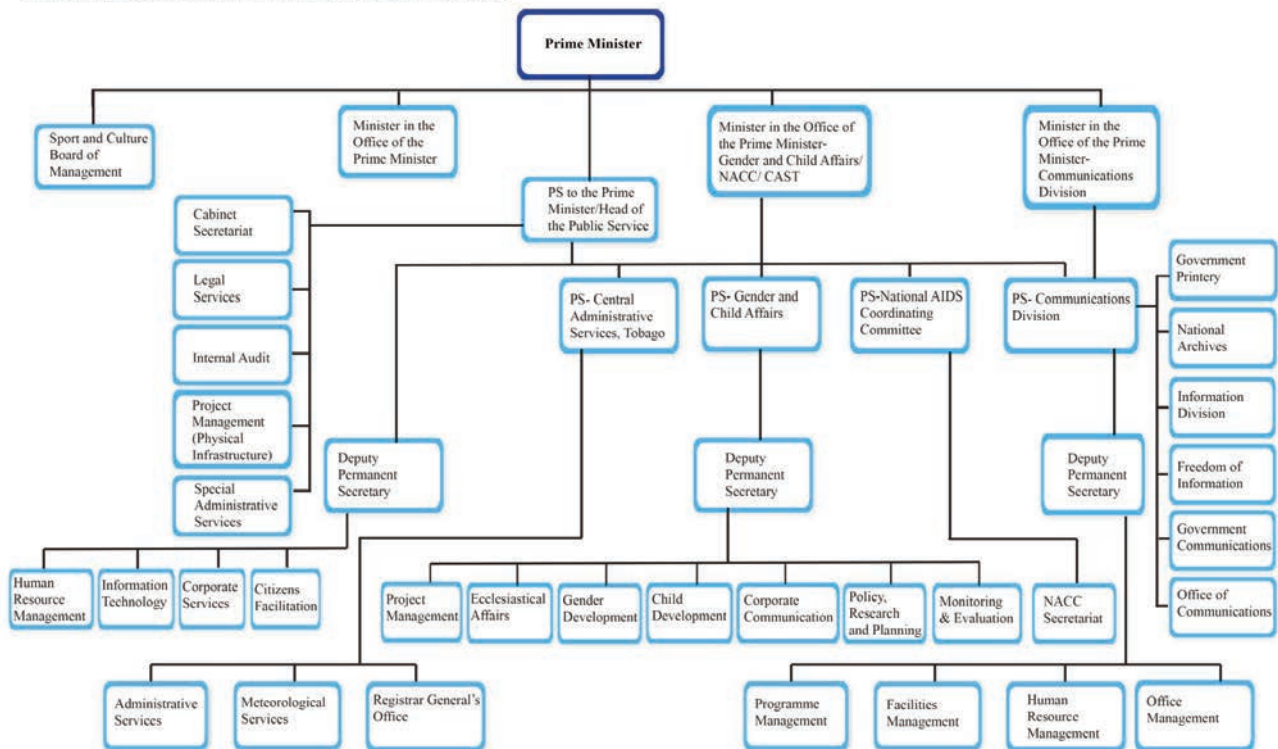 Prime Minister
Sport and Culture
Board of
Management
Minister in the
Office of the
Prime Minister
Minister in the Office of
the Prime Minister-
Gender and Child Affairs/
NACC/ CAST
Minister in the
Office of the Prime
Minister-
Communications
Division
PS to the Prime
Minister/Head of
the Public Service
Cabinet
Secretariat
Legal
Services
Internal Audit
Project
Management
(Physical
Infrastructure)
Special
Administrative
Services
PS- Central
Administrative
Services, Tobago
PS- Gender and
Child Affairs
PS-National AIDS
Coordinating
Committee
PS- Communications
Division
Government
Printery
National
Archives
Information
Division
Freedom of
Information
Government
Communications
Office of
Communications
Deputy
Permanent
Secretary
Deputy
Permanent
Secretary
Deputy
Permanent
Secretary
Human
Resource
Management
Information
Technology
Corporate
Services
Citizens
Facilitation
Project
Management
Ecclesiastical
Affairs
Gender
Development
Child
Development
Corporate
Communication
Policy,
Research
and Planning
Monitoring
& Evaluation
NACC
Secretariat
Administrative
Services
Meteorological
Services
Registrar General's
Office
Programme
Management
Facilities
Management
Human
Resource
Management
Office
Management